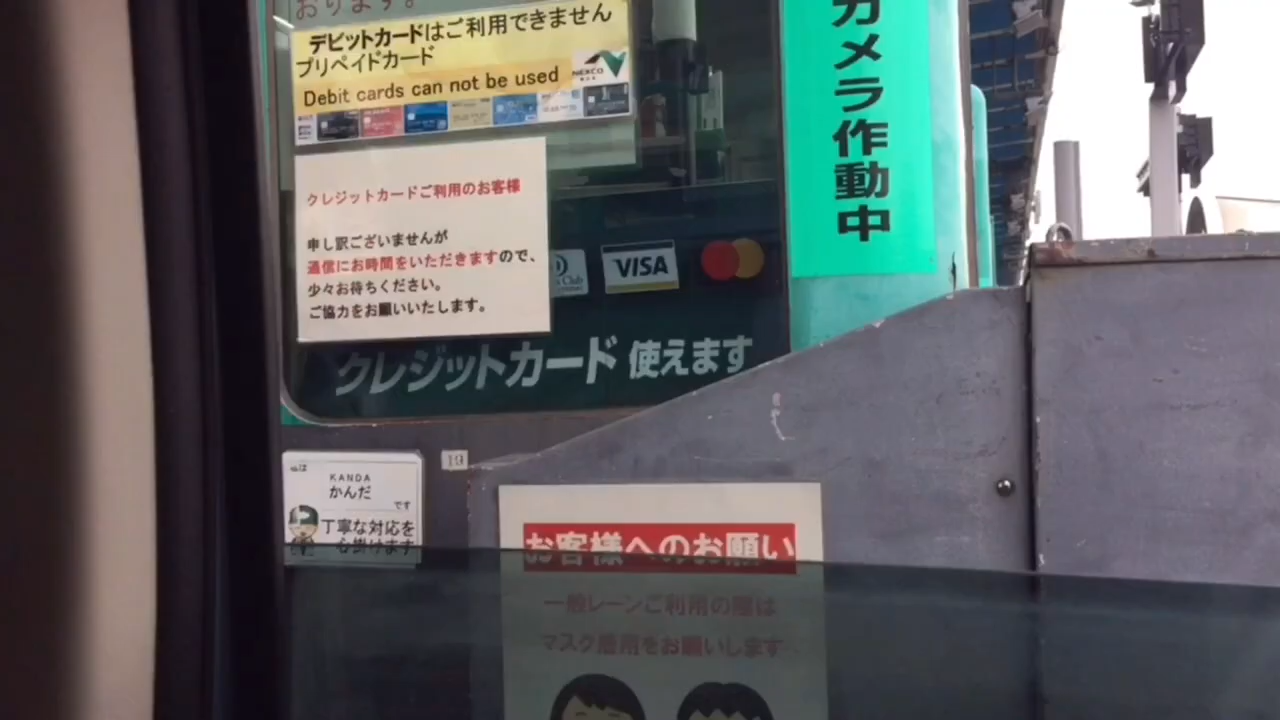 おります。
デビットカードはご利用できません
プリペイドカード
Debit cards can not be used
NEXCO
クレジットカードご利用のお客様
申し訳ございませんが
通信にお時間をいただきますので、
少々お待ちください。
ご協力をお願いいたします。
VISA
クレジットカード 使えます
カメラ作動中
19
KANDA
かんだ
です
丁寧な対応を
心掛けます
お客様へのお願い
一般レーンご利用の際は
マスク着用をお願いします